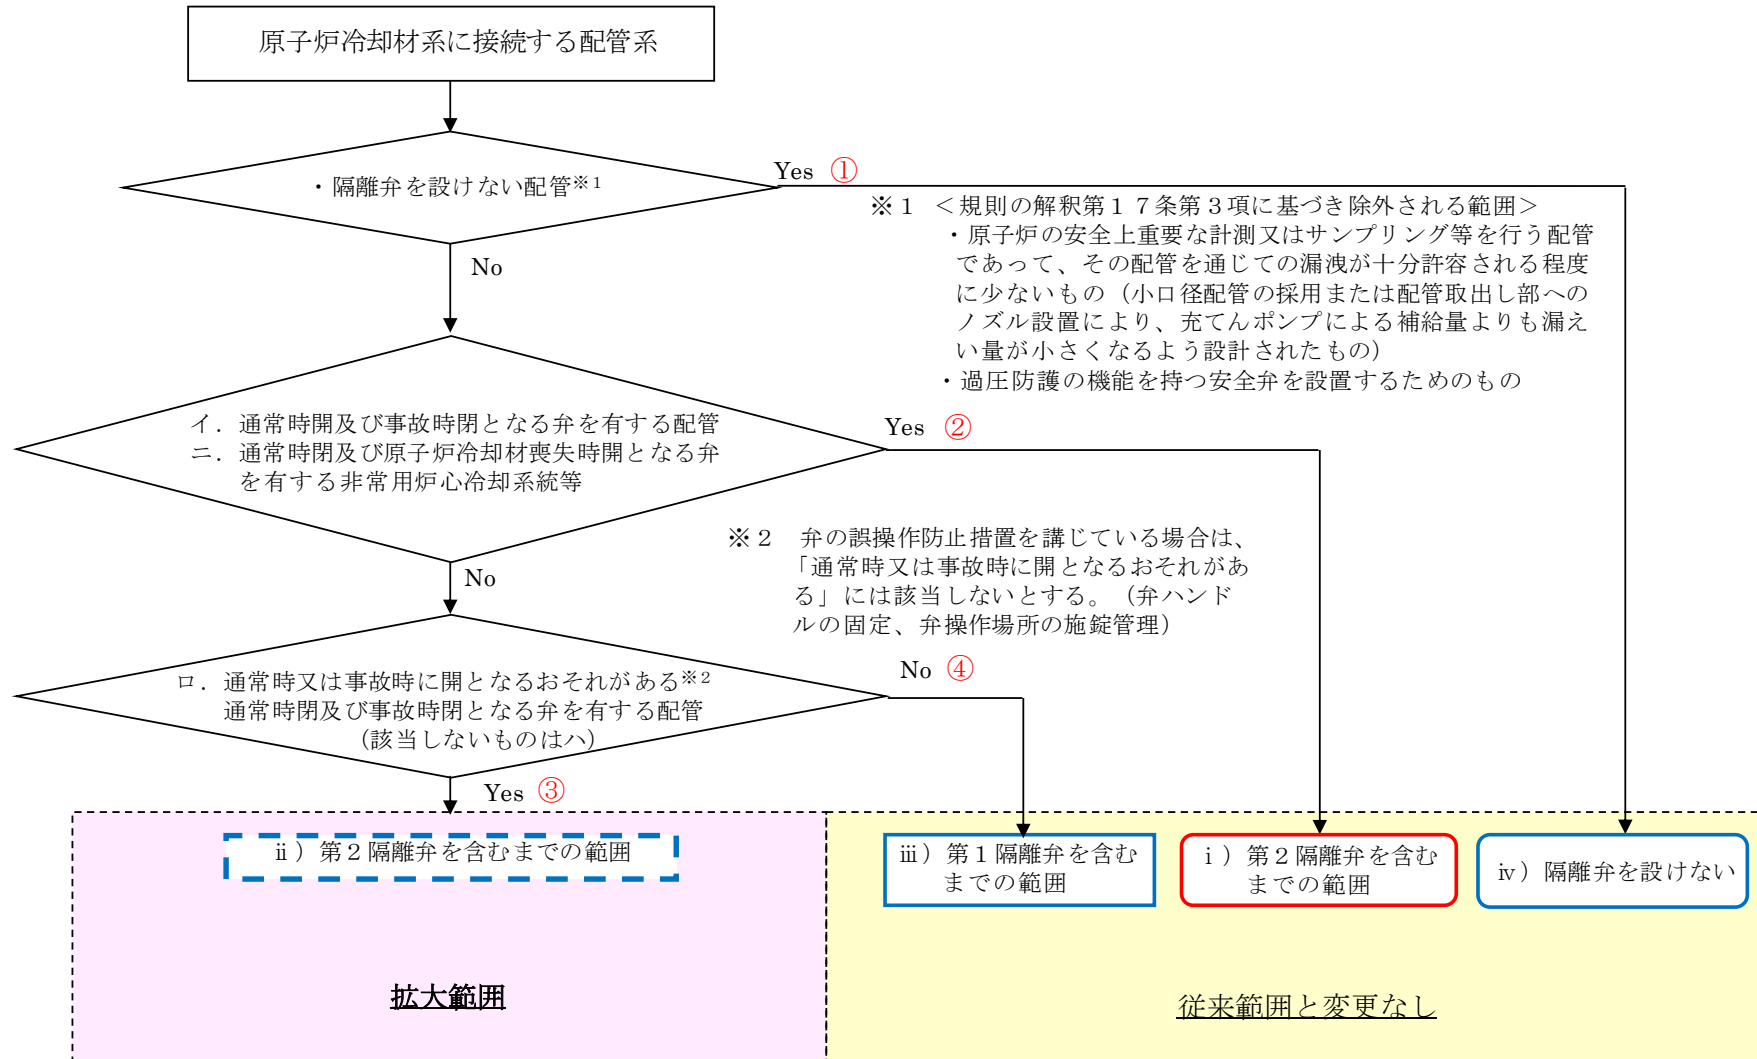 原子炉冷却材系に接続する配管系
・隔離弁を設けない配管※1
Yes ①
※１ ＜規則の解釈第１７条第３項に基づき除外される範囲＞
・原子炉の安全上重要な計測又はサンプリング等を行う配管
であって、その配管を通じての漏洩が十分許容される程度
に少ないもの（小口径配管の採用または配管取出し部への
ノズル設置により、充てんポンプによる補給量よりも漏え
い量が小さくなるよう設計されたもの）
・過圧防護の機能を持つ安全弁を設置するためのもの
No
イ．通常時開及び事故時閉となる弁を有する配管
ニ．通常時閉及び原子炉冷却材喪失時開となる弁
を有する非常用炉心冷却系統等
Yes ②
※２ 弁の誤操作防止措置を講じている場合は、
「通常時又は事故時に開となるおそれがあ
る」には該当しないとする。（弁ハンド
ルの固定、弁操作場所の施錠管理）
No
ロ．通常時又は事故時に開となるおそれがある※2
通常時閉及び事故時閉となる弁を有する配管
（該当しないものはハ）
No ④
Yes ③
ⅱ）第２隔離弁を含むまでの範囲
ⅲ）第１隔離弁を含む
までの範囲
ⅰ）第２隔離弁を含む
までの範囲
ⅳ）隔離弁を設けない
拡大範囲
従来範囲と変更なし